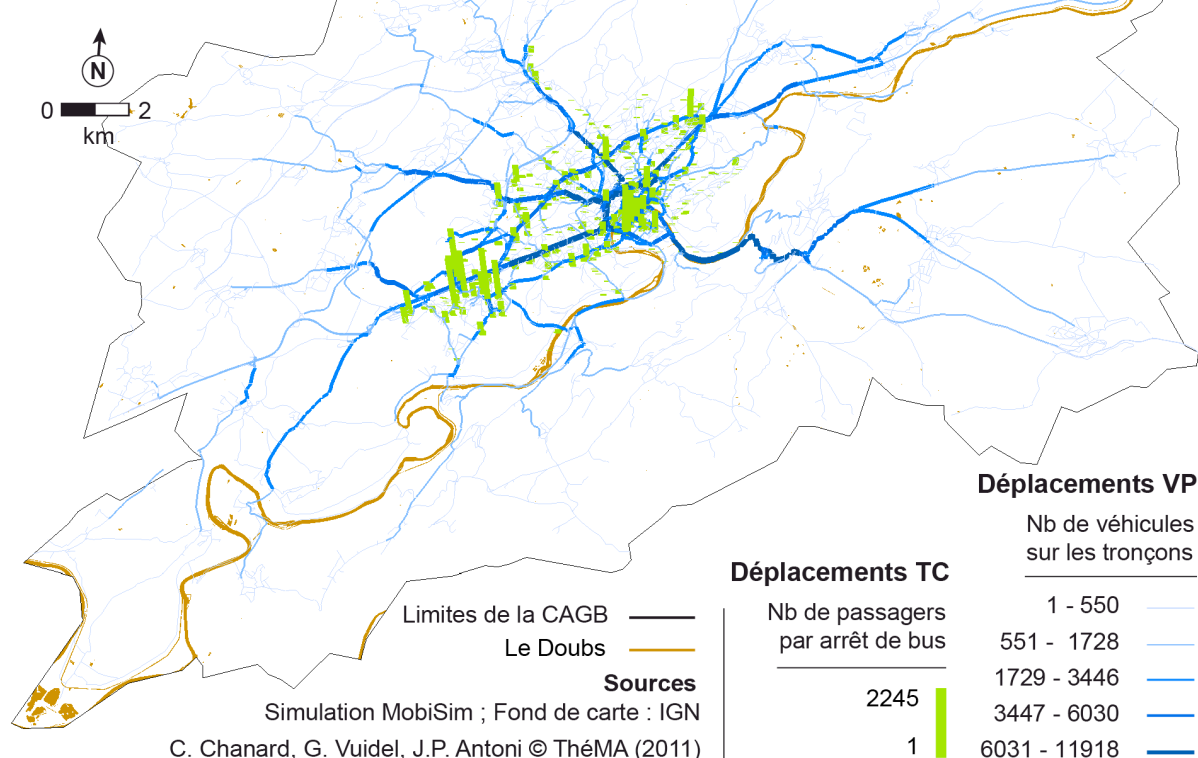 N
0 2
km
Limites de la CAGB
Le Doubs
Sources
Simulation MobiSim ; Fond de carte : IGN
C. Chanard, G. Vuidel, J.P. Antoni © ThéMA (2011)
Déplacements TC
Nb de passagers
par arrêt de bus
2245
1
Déplacements VP
Nb de véhicules
sur les tronçons
1 - 550
551 - 1728
1729 - 3446
3447 - 6030
6031 - 11918